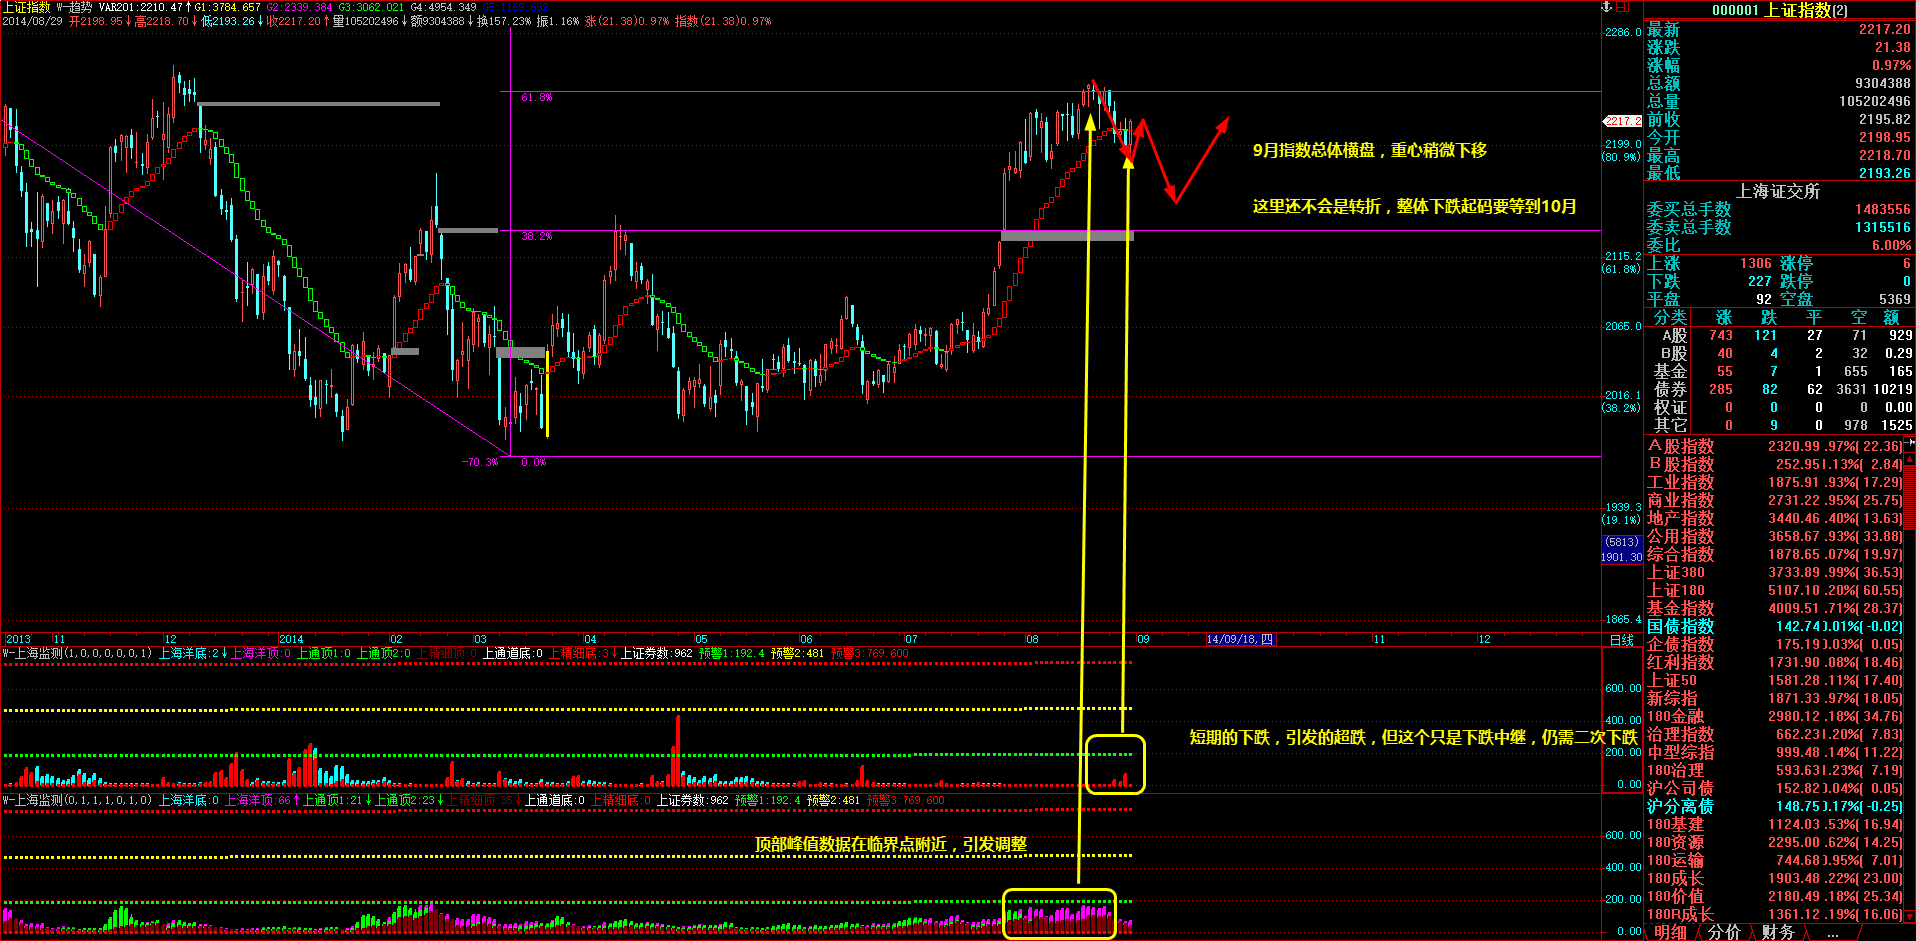 上证指数 W-趋势 VAR201:2210.47↑ G1:3784.657 G2:2339.384 G3:3062.021 G4:4954.349 G5:1169.692
2014/08/29 开2198.95↓高2218.70↓低2193.26↓收2217.20↑量105202496↓额9304388↓换157.23% 振1.16% 涨(21.38)0.97% 指数(21.38)0.97%
61.8%
38.2%
-70.3% 0.0%
9月指数总体横盘，重心稍微下移
这里还不会是转折，整体下跌起码要等到10月
2286.0
2217.2
2199.0
(80.9%)
2115.2
(61.8%)
2065.0
2016.1
(38.2%)
1939.3
(19.1%)
(5813)
1901.30
1865.4
2013 11 12 2014 02 03 04 05 06 07 08 09 14/09/18,四 11 12 日线
W-上海监测(1,0,0,0,0,0,1) 上海洋底:2↓ 上海洋顶:0 上通顶1:0 上通顶2:0 上精细顶:0 上通道底:0 上精细底:3↓ 上证券数:962 预警1:192.4 预警2:481 预警3:769.600
600.00
400.00
200.00
0.00
短期的下跌，引发的超跌，但这个只是下跌中继，仍需二次下跌
W-上海监测(0,1,1,1,0,1,0) 上海洋底:0 上海洋顶:66↑ 上通顶1:21↓ 上通顶2:23↓ 上精细顶:35↓ 上通道底:0 上精细底:0 上证券数:962 预警1:192.4 预警2:481 预警3:769.600
600.00
400.00
200.00
0.00
顶部峰值数据在临界点附近，引发调整
000001 上证指数(2)
最新 2217.20
涨跌 21.38
涨幅 0.97%
总额 9304388
总量 105202496
前收 2195.82
今开 2198.95
最高 2218.70
最低 2193.26
上海证交所
委买总手数 1483556
委卖总手数 1315516
委比 6.00%
上涨 1306 涨停 6
下跌 227 跌停 0
平盘 92 空盘 5369
分类 涨 跌 平 空 额
A股 743 121 27 71 929
B股 40 4 2 32 0.29
基金 55 7 1 655 165
债券 285 82 62 3631 10219
权证 0 0 0 0 0.00
其它 0 9 0 978 1525
A股指数 2320.99 .97%( 22.36)
B股指数 252.95 .13%( 2.84)
工业指数 1875.91 .93%( 17.29)
商业指数 2731.22 .95%( 25.75)
地产指数 3440.46 .40%( 13.63)
公用指数 3658.67 .93%( 33.88)
综合指数 1878.65 .07%( 19.97)
上证380 3733.89 .99%( 36.53)
上证180 5107.10 .20%( 60.55)
基金指数 4009.51 .71%( 28.37)
国债指数 142.74 0.01%( -0.02)
企债指数 175.19 0.03%( 0.05)
红利指数 1731.90 .08%( 18.46)
上证50 1581.28 .11%( 17.40)
新综指 1871.33 .97%( 18.05)
180金融 2980.12 .18%( 34.76)
治理指数 662.23 .20%( 7.83)
中型综指 999.48 .14%( 11.22)
180治理 593.63 .23%( 7.19)
沪公司债 152.82 0.04%( 0.05)
沪分离债 148.75 0.17%( -0.25)
180基建 1124.03 .53%( 16.94)
180资源 2295.00 .62%( 14.25)
180运输 744.68 0.95%( 7.01)
180成长 1903.48 .22%( 23.00)
180价值 2180.49 .18%( 25.34)
180R成长 1361.12 .19%( 16.06)
明细 分价 财务 ...